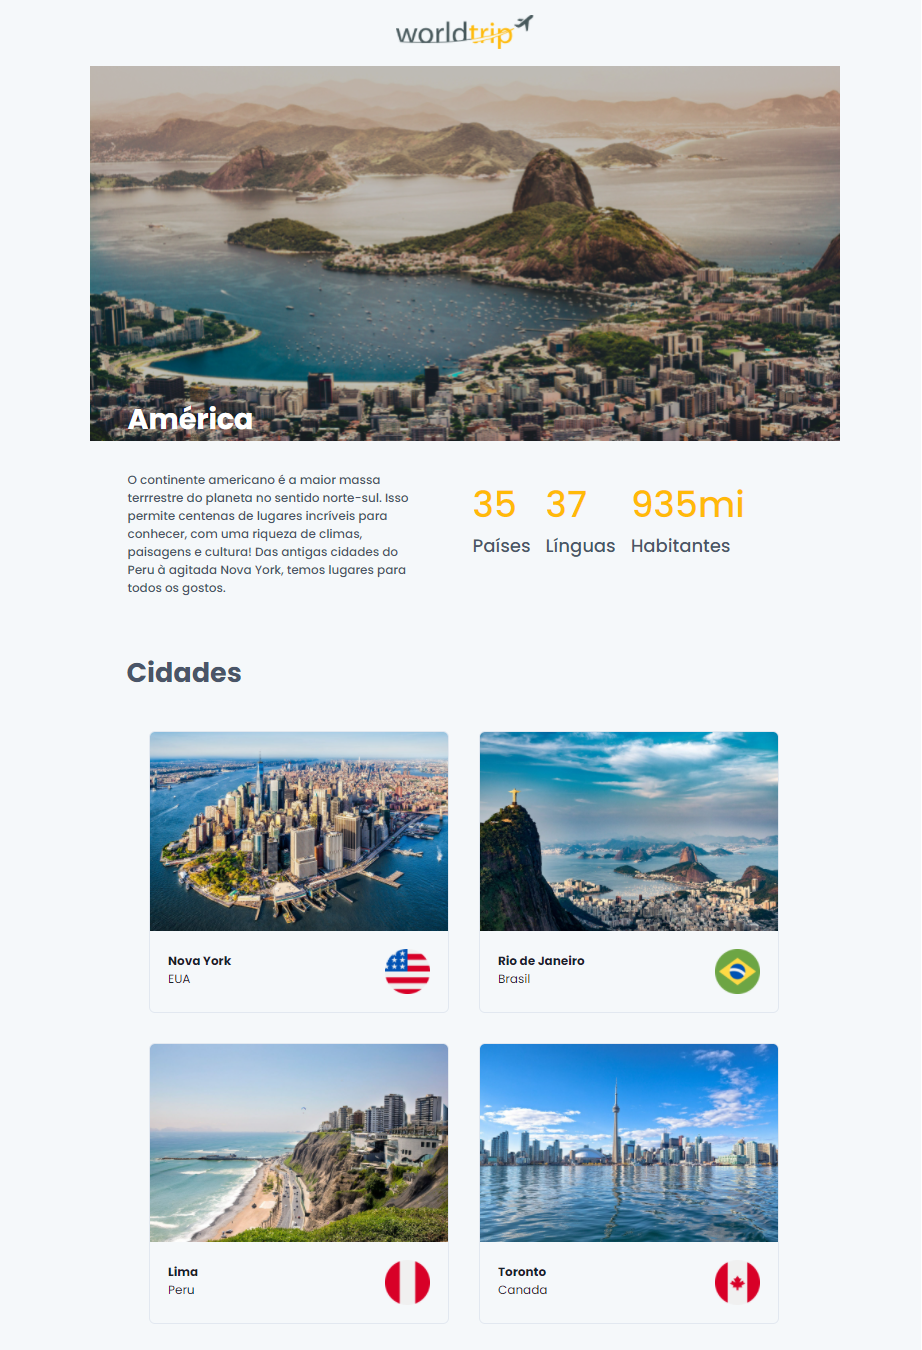 worldtrip
América
O continente americano é a maior massa
terrrestre do planeta no sentido norte-sul. Isso
permite centenas de lugares incríveis para
conhecer, com uma riqueza de climas,
paisagens e cultura! Das antigas cidades do
Peru à agitada Nova York, temos lugares para
todos os gostos.
35 37 935mi
Países Línguas Habitantes
Cidades
Nova York
EUA
Rio de Janeiro
Brasil
Lima
Peru
Toronto
Canada